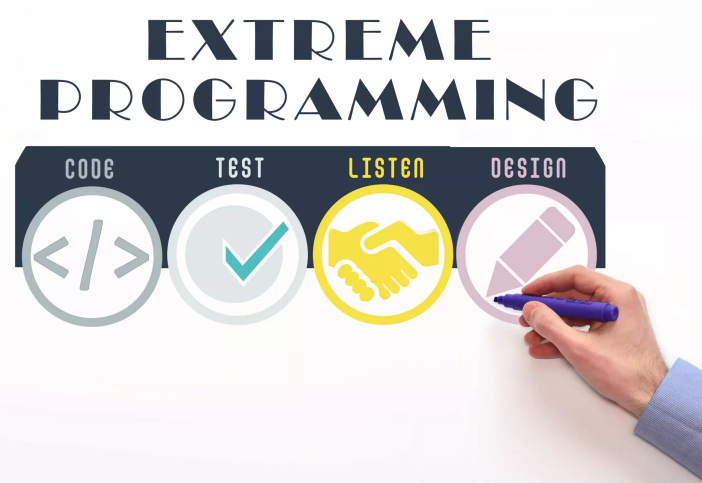 EXTREME
PROGRAMMING
CODE TEST LISTEN DESIGN
</>